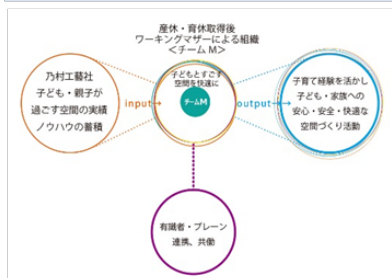 産休・育休取得後
ワーキングマザーによる組織
<チームM>
乃村工藝社
子ども・親子が
過ごす空間の実績
ノウハウの蓄積
input→
子どもとすごす
空間を快適に
チームM
output→
子育て経験を活かし
子ども・家族への
安心・安全・快適な
空間づくり活動
有識者・ブレーン
連携、共働